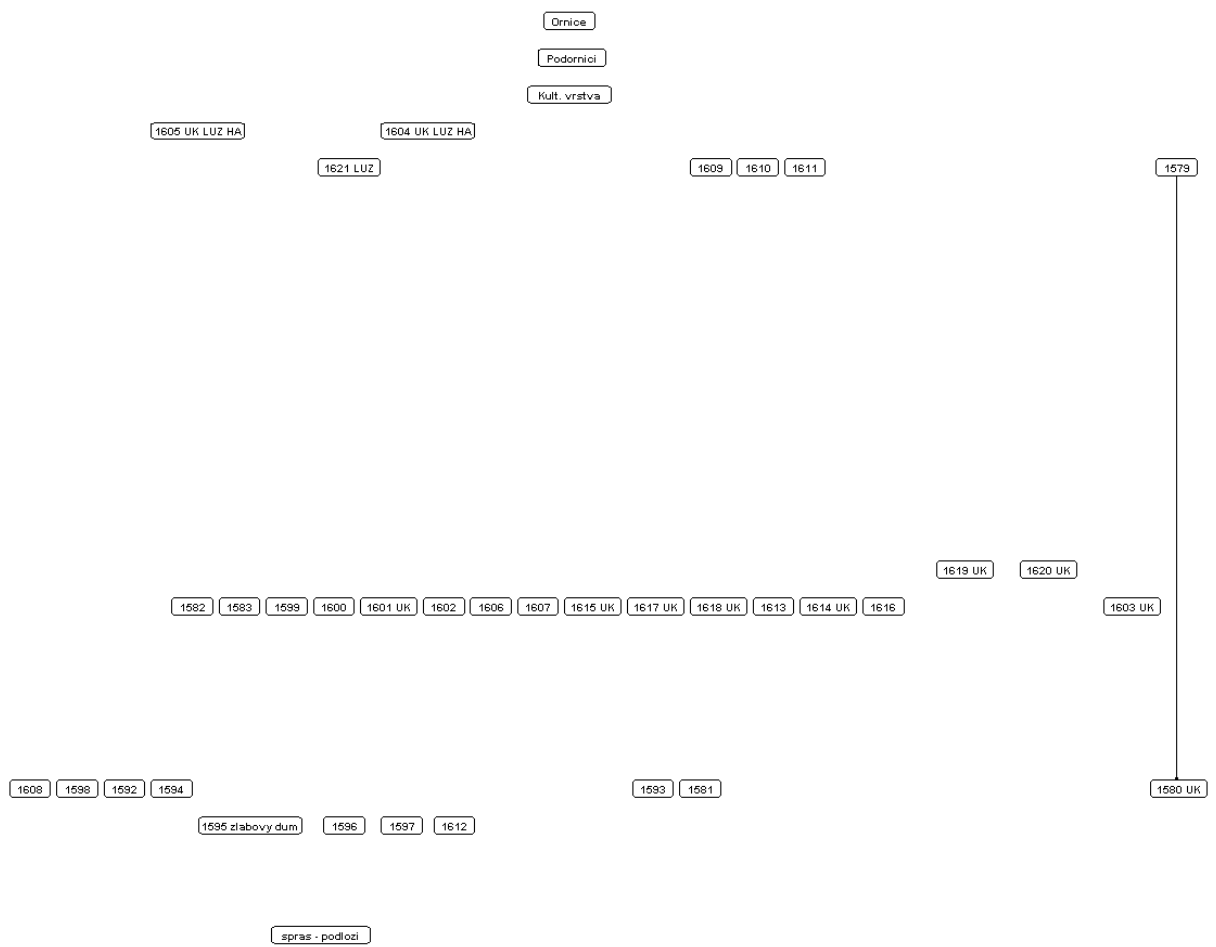 Ornice
Podornici
Kult. vrstva
1605 UK LUZ HA 1604 UK LUZ HA
1621 LUZ 1609 1610 1611 1579
1619 UK 1620 UK
1582 1583 1599 1600 1601 UK 1602 1606 1607 1615 UK 1617 UK 1618 UK 1613 1614 UK 1616 1603 UK
1608 1598 1592 1594 1593 1581 1580 UK
1595 zlabovy dum 1596 1597 1612
spras - podlozi